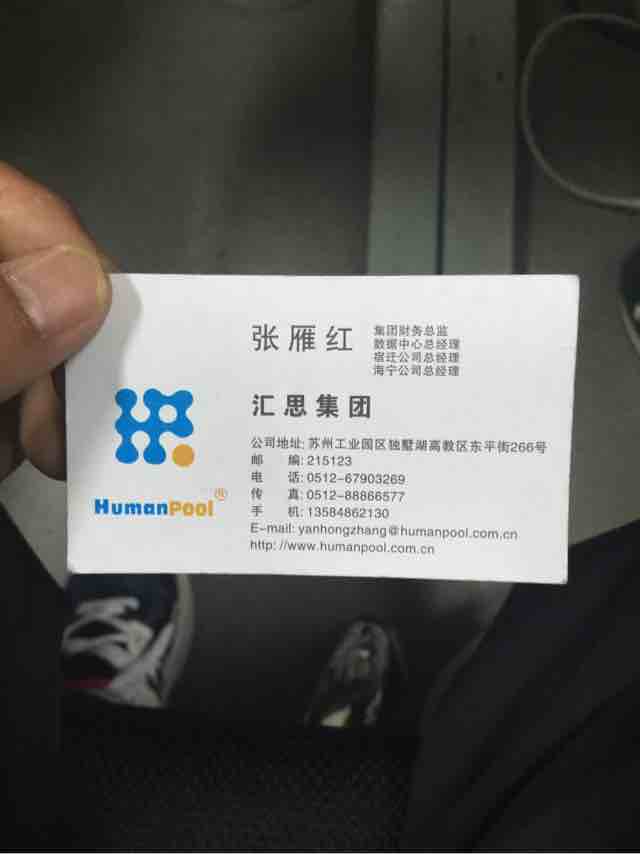 张雁红
集团财务总监
数据中心总经理
宿迁公司总经理
海宁公司总经理
汇思集团
公司地址: 苏州工业园区独墅湖高教区东平街266号
邮 编: 215123
电 话: 0512-67903269
传 真: 0512-88866577
手 机: 13584862130
E-mail: yanhongzhang@humanpool.com.cn
http: //www.humanpool.com.cn
HumanPool®